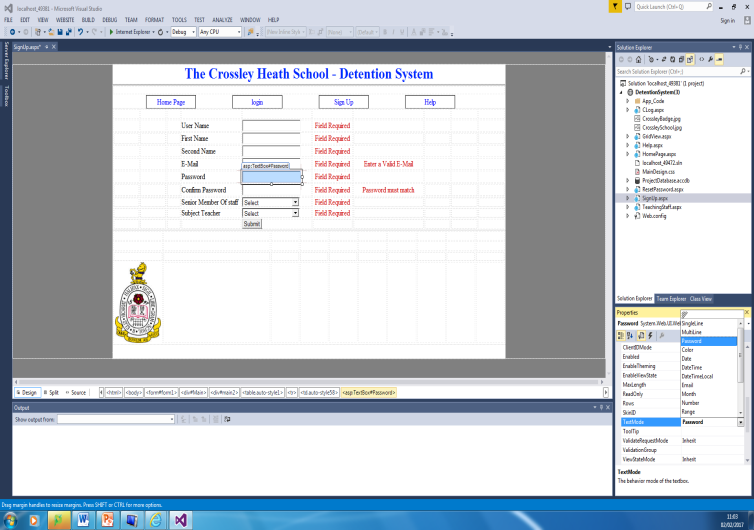 localhost_49381 - Microsoft Visual Studio
Quick Launch (Ctrl+Q)
FILE EDIT VIEW WEBSITE BUILD DEBUG TEAM FORMAT TOOLS TEST ANALYZE WINDOW HELP
Sign in
Internet Explorer Debug Any CPU
(New Inline Style (None) (Default
Server Explorer
Toolbox
SignUp.aspx*
The Crossley Heath School - Detention System
Home Page login Sign Up Help
User Name Field Required
First Name Field Required
Second Name Field Required
E-Mail Field Required Enter a Valid E-Mail
asp:TextBox#Password
Password Field Required
Confirm Password Field Required Password must match
Senior Member Of staff Select Field Required
Subject Teacher Select Field Required
Submit
Design Split Source <html> <body> <form#form1> <div#Main> <div#main2> <table.auto-style1> <tr> <td.auto-style58> <asp:TextBox#Password>
Output
Show output from:
Solution Explorer
Search Solution Explorer (Ctrl+;)
Solution 'localhost_49381' (1 project)
DetentionSystem(3)
App_Code
CLog.aspx
CrossleyBadge.jpg
CrossleySchool.jpg
GridView.aspx
Help.aspx
HomePage.aspx
localhost_49472.sln
MainDesign.css
ProjectDatabase.accdb
ResetPassword.aspx
SignUp.aspx
TeachingStaff.aspx
Web.config
Solution Explorer Team Explorer Class View
Properties
Password System.Web.UI.We
SingleLine
MultiLine
Password
Color
Date
DateTime
DateTimeLocal
Email
Month
Number
Range
ClientIDMode
Enabled
EnableTheming
EnableViewState
MaxLength
ReadOnly
Rows
SkinID
TextMode Password
ToolTip
ValidateRequestMode Inherit
ValidationGroup
ViewStateMode Inherit
TextMode
The behavior mode of the textbox.
Drag margin handles to resize margins. Press SHIFT or CTRL for more options.
11:03
02/02/2017